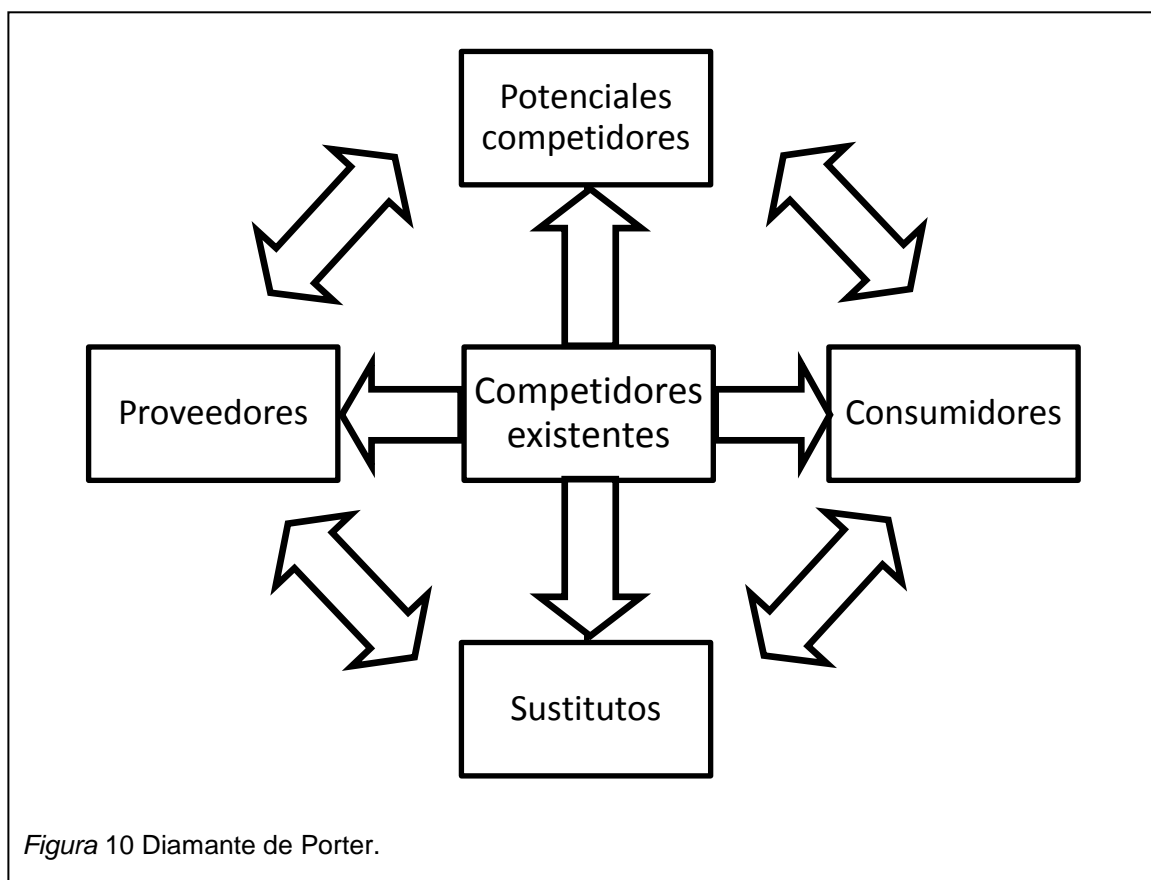 Potenciales
competidores
Proveedores
Competidores
existentes
Consumidores
Sustitutos
Figura 10 Diamante de Porter.